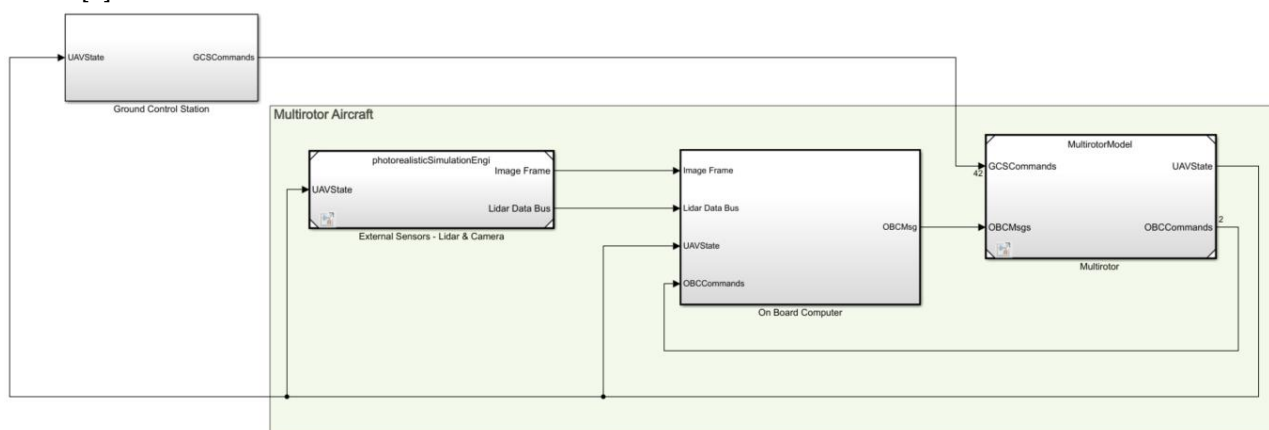 UAVState
GCSCommands
Ground Control Station
Multirotor Aircraft
photorealisticSimulationEngi
Image Frame
UAVState
Lidar Data Bus
External Sensors - Lidar & Camera
Image Frame
Lidar Data Bus
UAVState
OBCCommands
OBCMsg
On Board Computer
MultirotorModel
GCSCommands
42
UAVState
OBCMsgs
OBCCommands
2
Multirotor